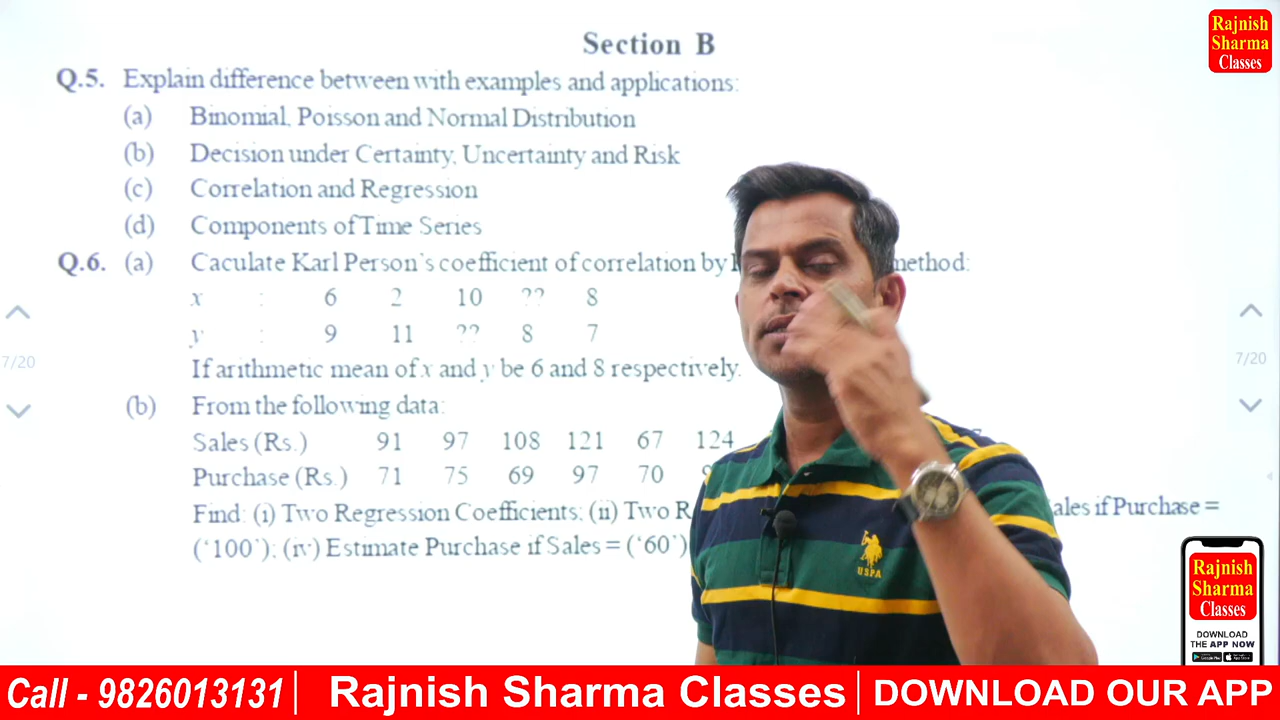 Rajnish
Sharma
Classes
Section B
Q.5. Explain difference between with examples and applications:
(a) Binomial, Poisson and Normal Distribution
(b) Decision under Certainty, Uncertainty and Risk
(c) Correlation and Regression
(d) Components of Time Series
Q.6. (a) Caculate Karl Person's coefficient of correlation by method:
x : 6 2 10 ?? 8
y : 9 11 ?? 8 7
If arithmetic mean of x and y be 6 and 8 respectively.
(b) From the following data:
Sales (Rs.) 91 97 108 121 67 124
Purchase (Rs.) 71 75 69 97 70
Find: (i) Two Regression Coefficients; (ii) Two if Purchase =
('100'); (iv) Estimate Purchase if Sales = ('60')
7/20
7/20
USPA
Rajnish
Sharma
Classes
DOWNLOAD
THE APP NOW
Call - 9826013131
Rajnish Sharma Classes
DOWNLOAD OUR APP